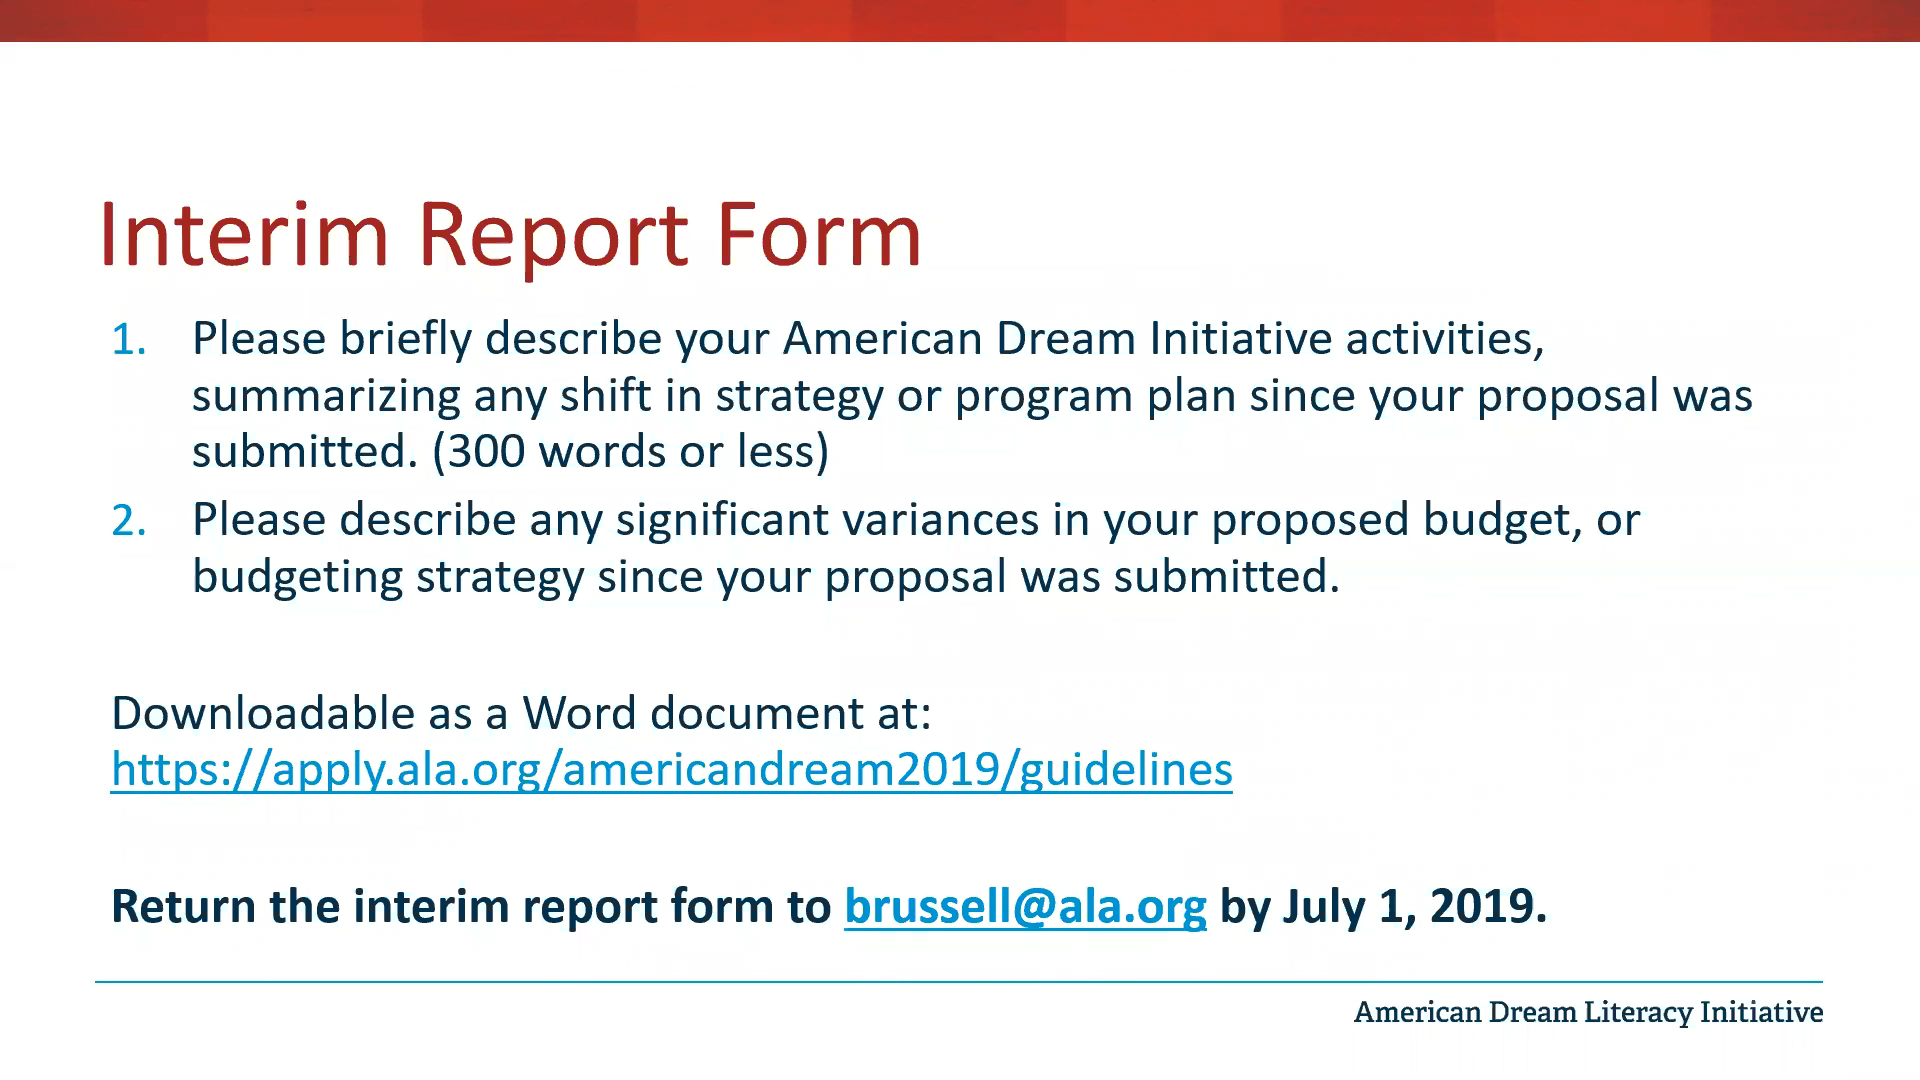 Interim Report Form
1. Please briefly describe your American Dream Initiative activities,
summarizing any shift in strategy or program plan since your proposal was
submitted. (300 words or less)
2. Please describe any significant variances in your proposed budget, or
budgeting strategy since your proposal was submitted.
Downloadable as a Word document at:
https://apply.ala.org/americandream2019/guidelines
Return the interim report form to brussell@ala.org by July 1, 2019.
American Dream Literacy Initiative